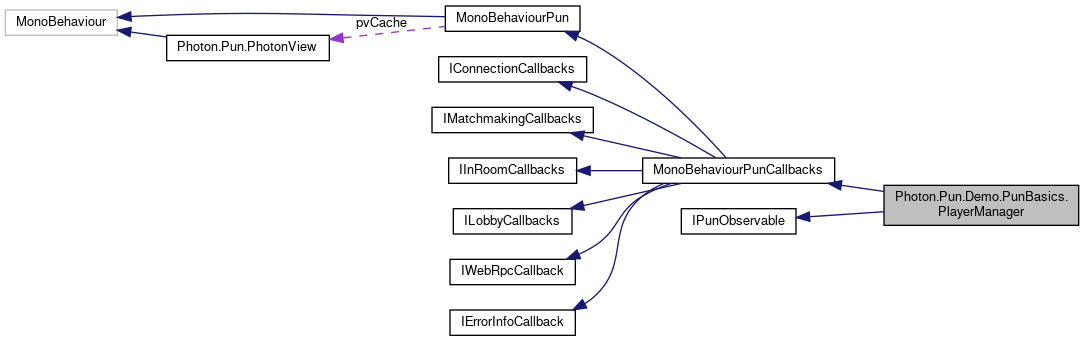 MonoBehaviour
pvCache
MonoBehaviourPun
Photon.Pun.PhotonView
IConnectionCallbacks
IMatchmakingCallbacks
IInRoomCallbacks
MonoBehaviourPunCallbacks
ILobbyCallbacks
IPunObservable
Photon.Pun.Demo.PunBasics.
PlayerManager
IWebRpcCallback
IErrorInfoCallback